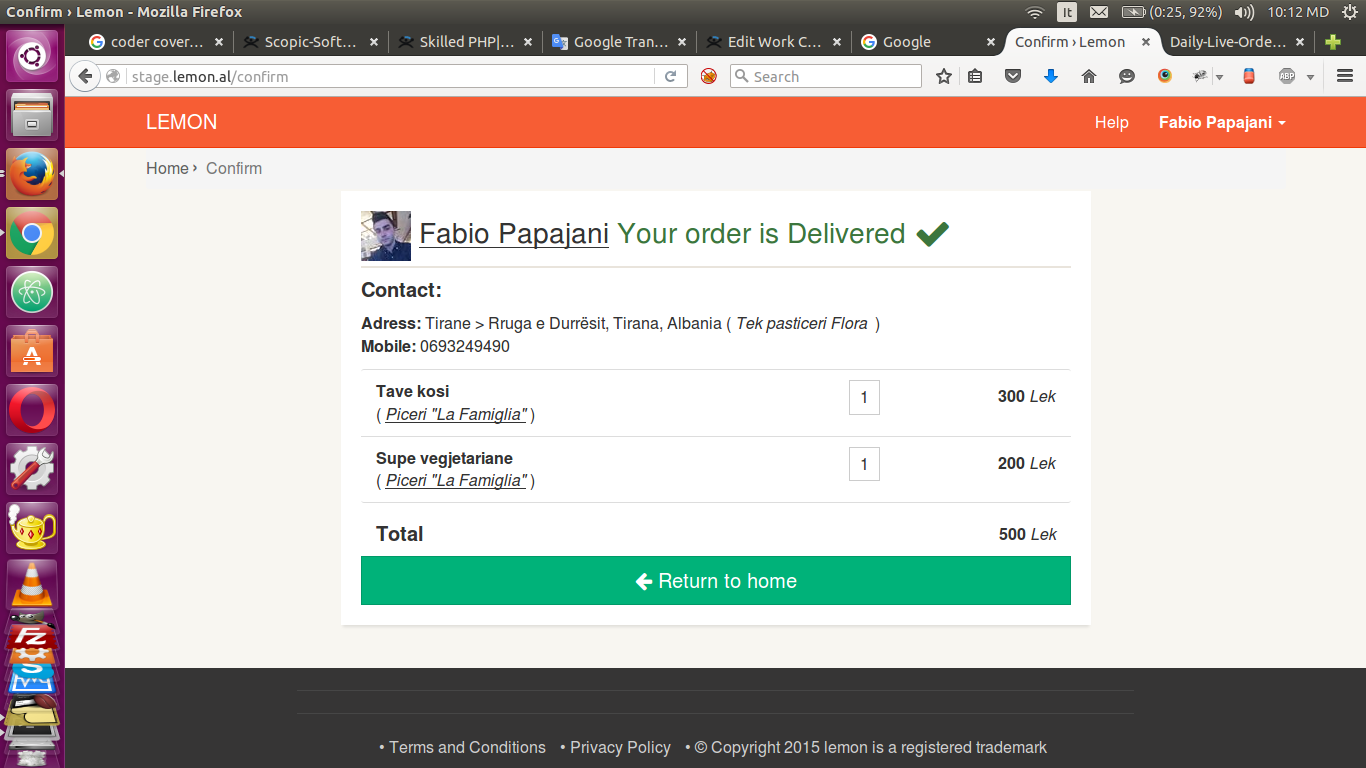 Confirm › Lemon - Mozilla Firefox
It
(0:25, 92%)
10:12 MD
coder cover...
Scopic-Soft...
Skilled PHP|...
Google Tran...
Edit Work C...
Google
Confirm › Lemon
Daily-Live-Orde...
stage.lemon.al/confirm
Search
ABP
LEMON
Help
Fabio Papajani
Home › Confirm
Fabio Papajani Your order is Delivered
Contact:
Adress: Tirane > Rruga e Durrësit, Tirana, Albania ( Tek pasticeri Flora )
Mobile: 0693249490
Tave kosi
( Piceri "La Famiglia" )
1
300 Lek
Supe vegjetariane
( Piceri "La Famiglia" )
1
200 Lek
Total
500 Lek
Return to home
Fz
S
• Terms and Conditions • Privacy Policy • © Copyright 2015 lemon is a registered trademark